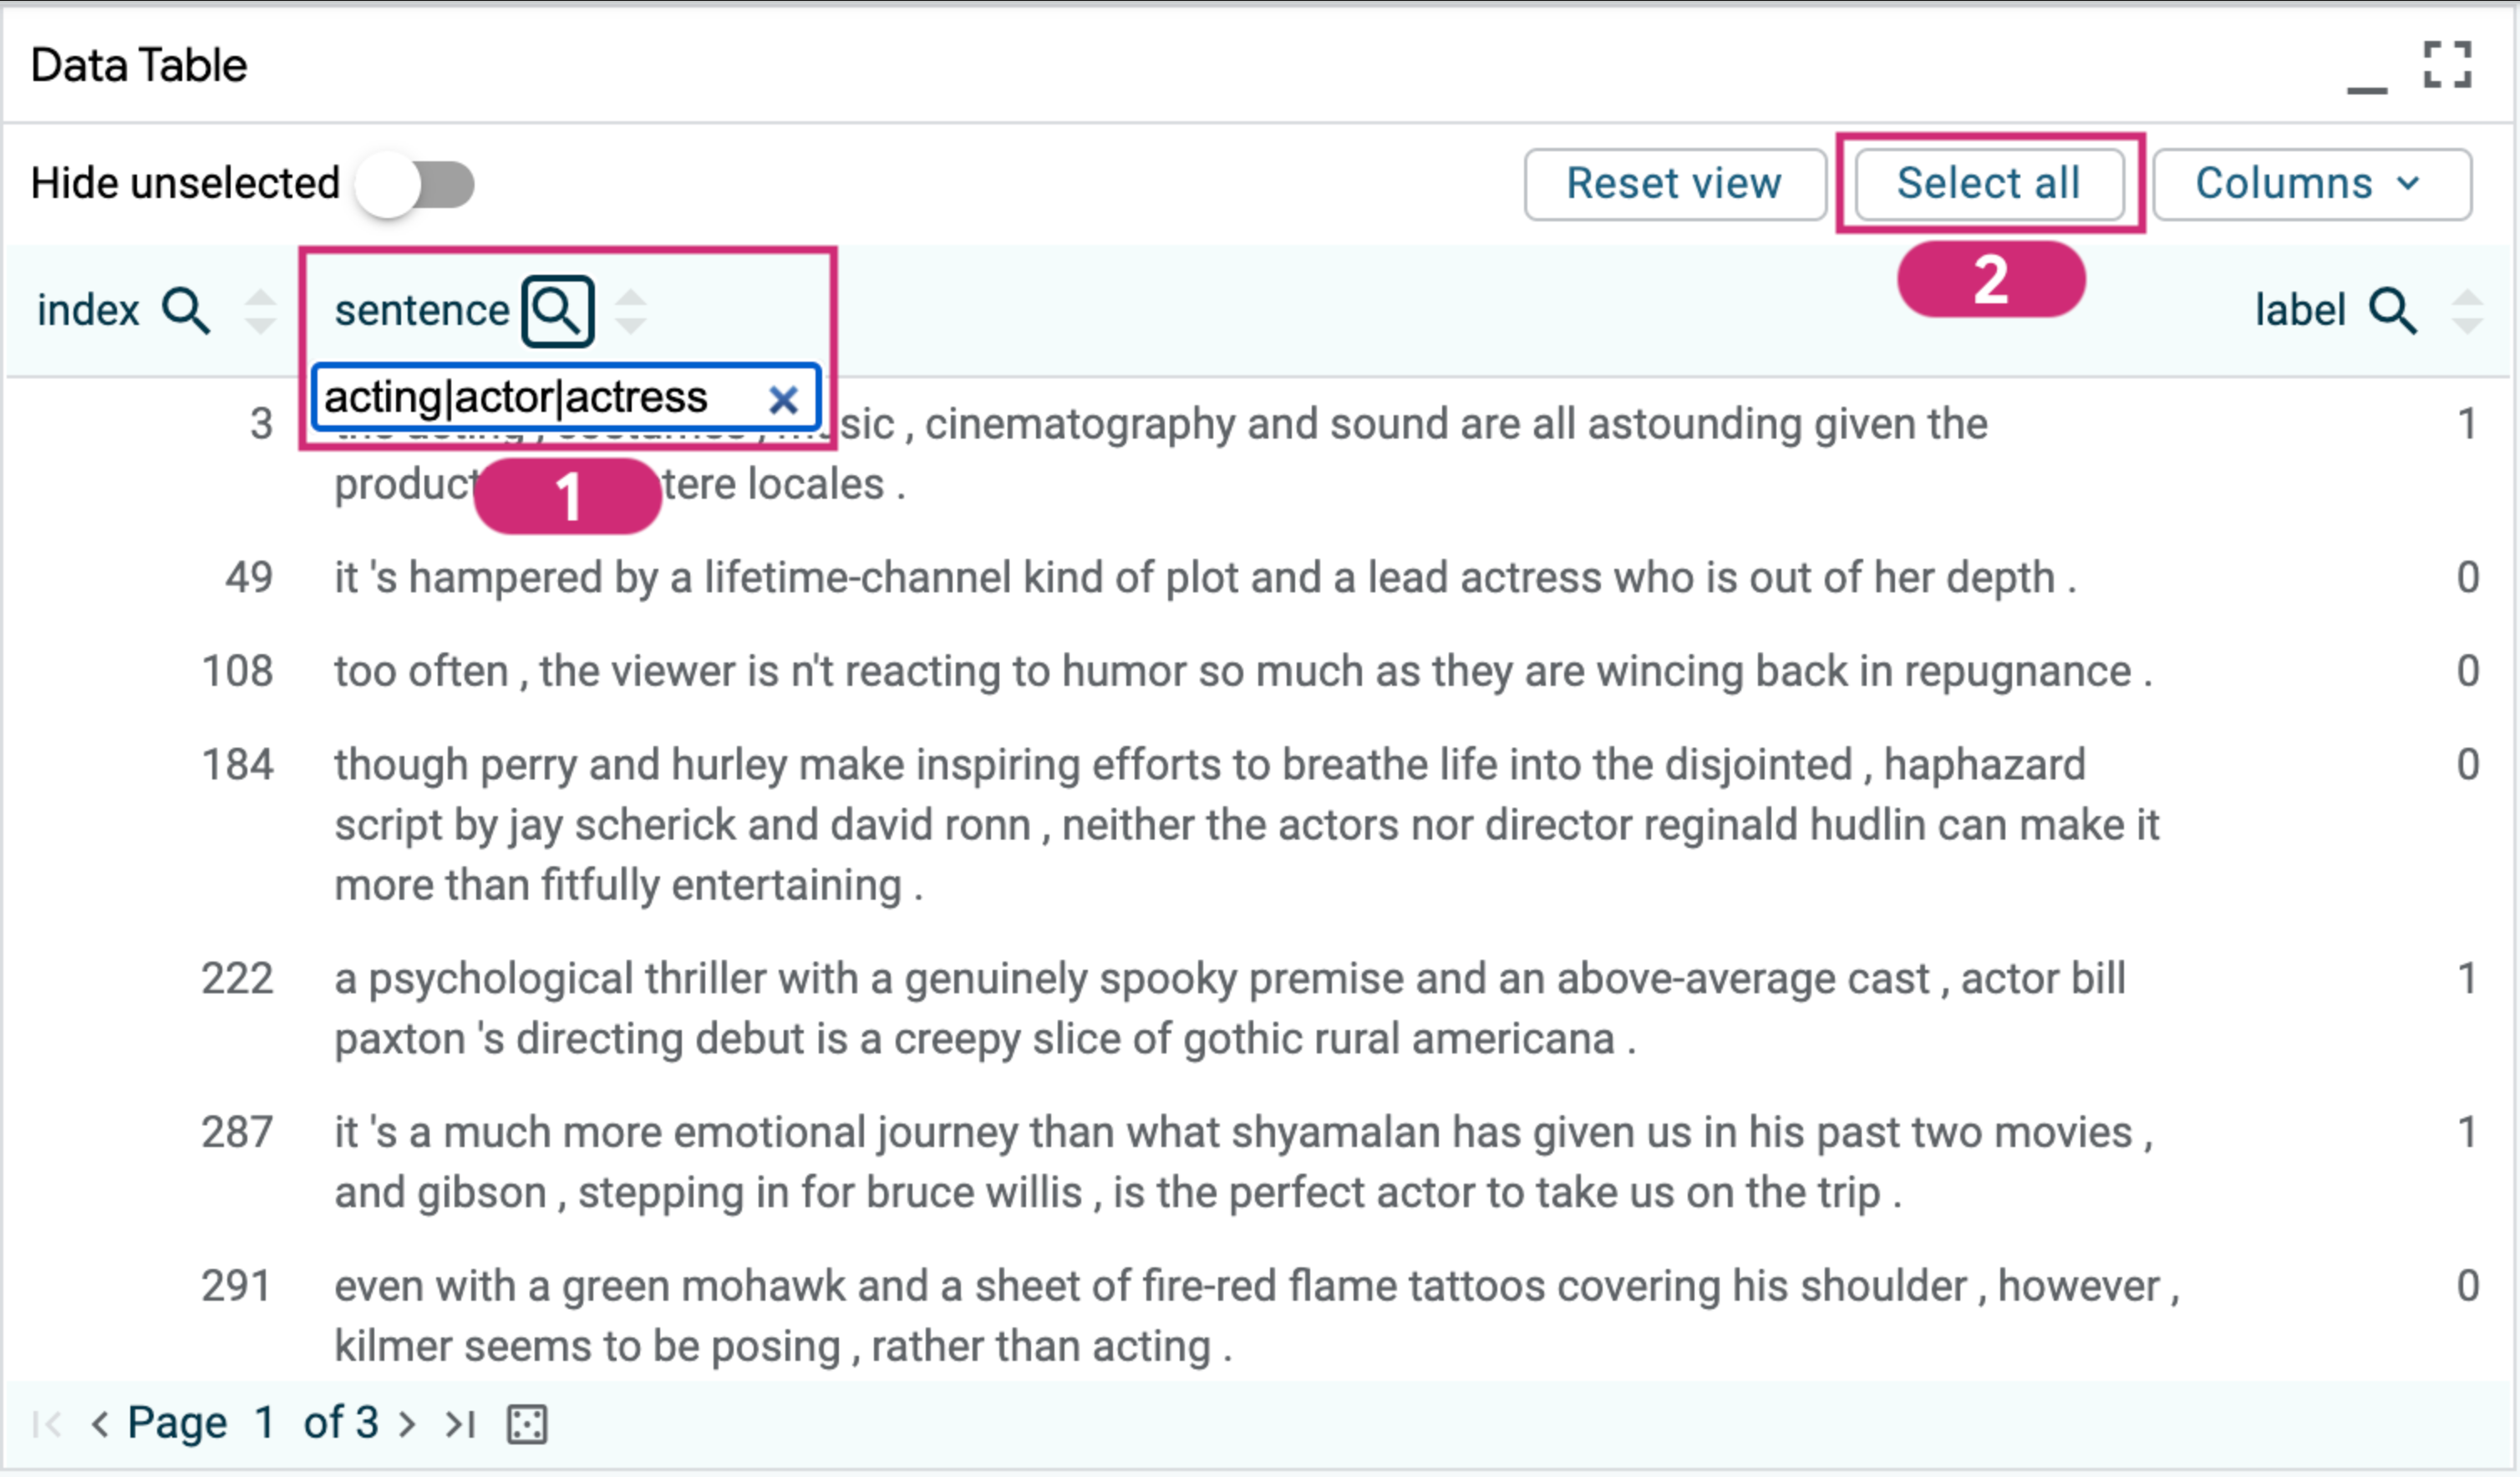 Data Table
Hide unselected
Reset view
Select all
Columns
2
index
sentence
label
acting|actor|actress
3
sic , cinematography and sound are all astounding given the
1
product
1
tere locales .
49
it 's hampered by a lifetime-channel kind of plot and a lead actress who is out of her depth .
0
108
too often , the viewer is n't reacting to humor so much as they are wincing back in repugnance .
0
184
though perry and hurley make inspiring efforts to breathe life into the disjointed , haphazard
0
script by jay scherick and david ronn , neither the actors nor director reginald hudlin can make it
more than fitfully entertaining .
222
a psychological thriller with a genuinely spooky premise and an above-average cast , actor bill
1
paxton 's directing debut is a creepy slice of gothic rural americana .
287
it 's a much more emotional journey than what shyamalan has given us in his past two movies ,
1
and gibson , stepping in for bruce willis , is the perfect actor to take us on the trip .
291
even with a green mohawk and a sheet of fire-red flame tattoos covering his shoulder , however ,
0
kilmer seems to be posing , rather than acting .
Page 1 of 3